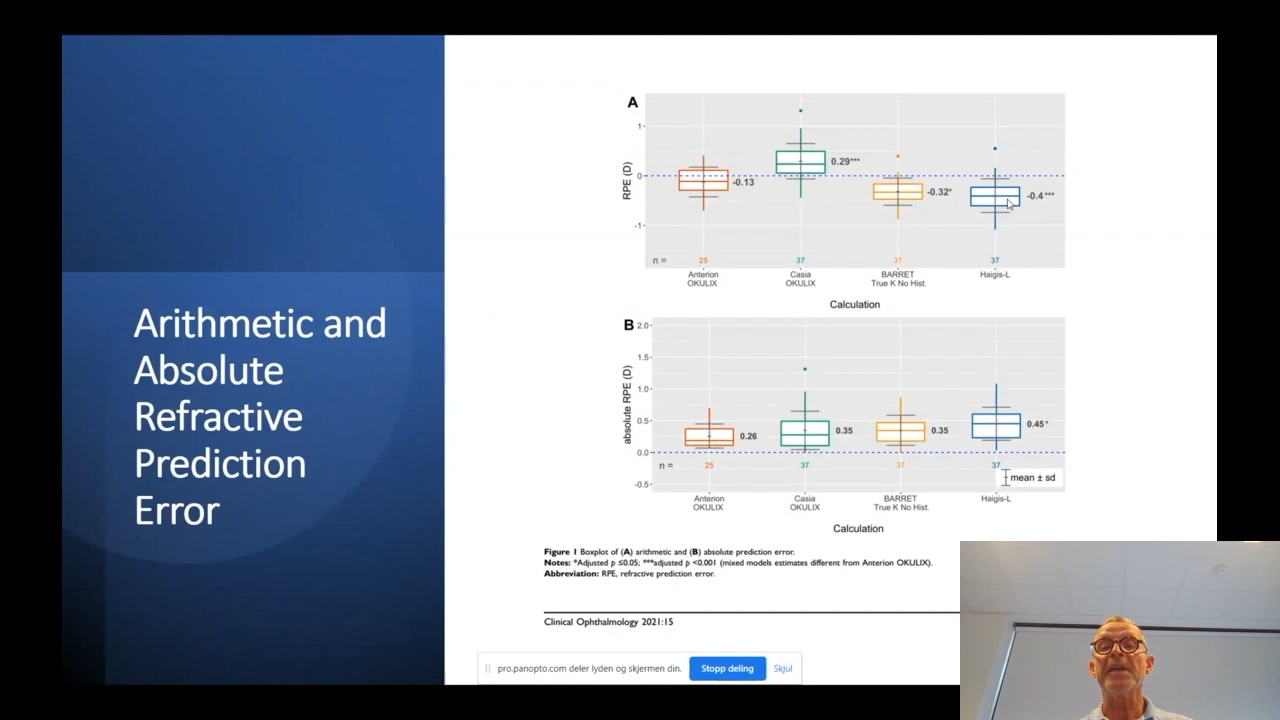 Arithmetic and
Absolute
Refractive
Prediction
Error
A
RPE (D)
1
0
-1
-0.13
0.29***
-0.32*
-0.4***
n =
25
37
37
37
Anterion
OKULIX
Casia
OKULIX
BARRET
True K No Hist.
Haigis-L
Calculation
B
absolute RPE (D)
2.0
1.5
1.0
0.5
0.0
-0.5
0.26
0.35
0.35
0.45*
n =
25
37
37
37
mean ± sd
Anterion
OKULIX
Casia
OKULIX
BARRET
True K No Hist.
Haigis-L
Calculation
Figure 1 Boxplot of (A) arithmetic and (B) absolute prediction error.
Notes: *Adjusted p ≤0.05; ***adjusted p <0.001 (mixed models estimates different from Anterion OKULIX).
Abbreviation: RPE, refractive prediction error.
Clinical Ophthalmology 2021:15
pro.panopto.com deler lyden og skjermen din.
Stopp deling
Skjul